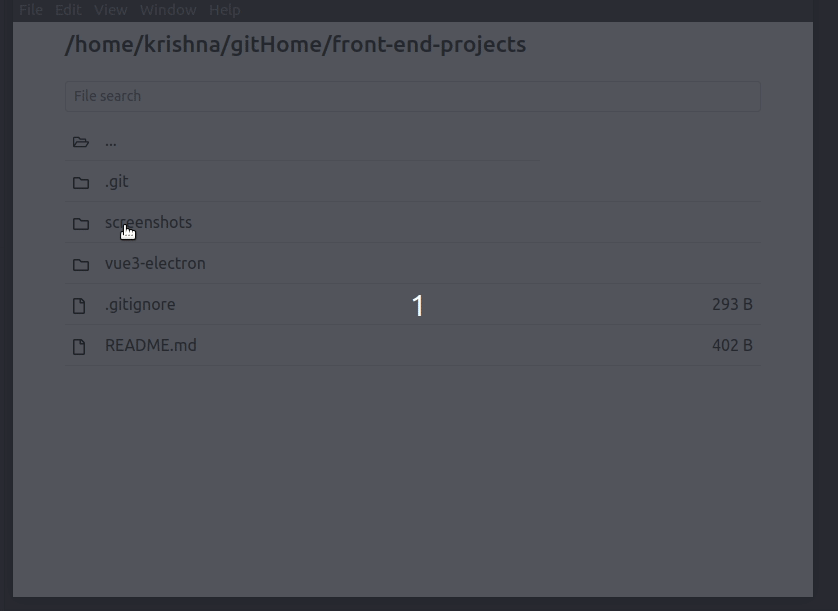 File Edit View Window Help
/home/krishna/gitHome/front-end-projects
File search
...
.git
screenshots
vue3-electron
.gitignore 293 B
1
README.md 402 B